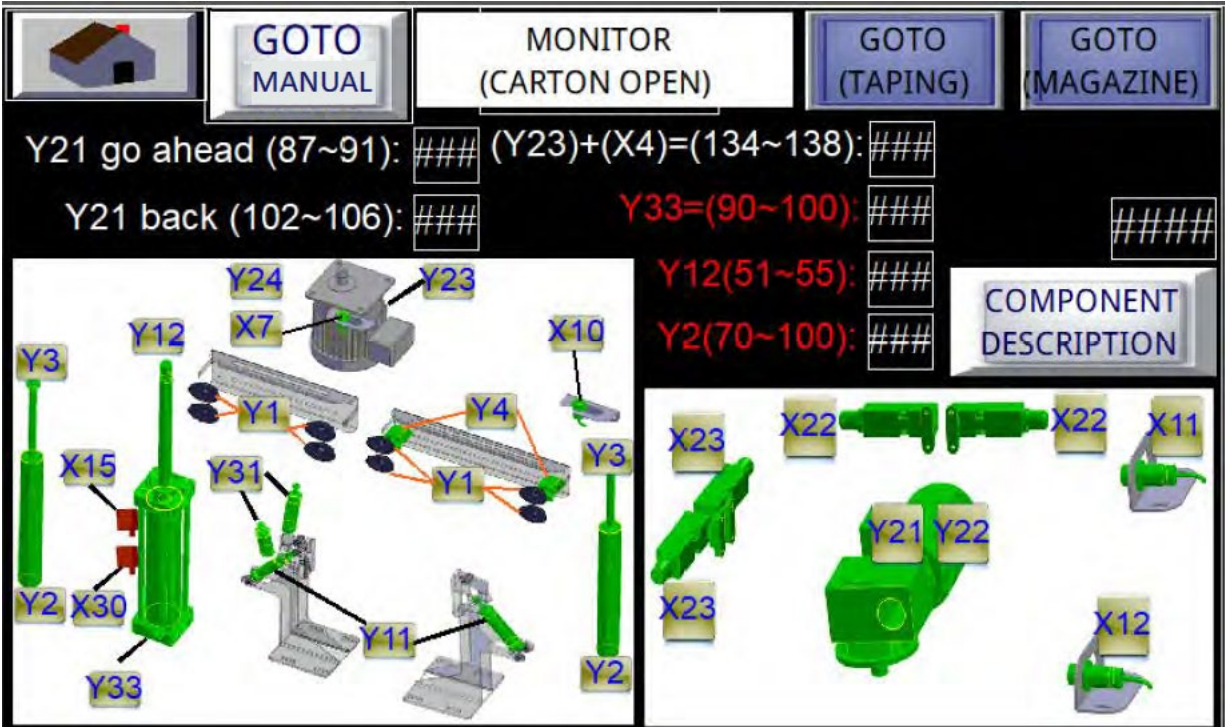 GOTO
MANUAL
MONITOR
(CARTON OPEN)
GOTO
(TAPING)
GOTO
(MAGAZINE)
Y21 go ahead (87~91): ###
(Y23)+(X4)=(134~138): ###
Y21 back (102~106): ###
Y33=(90~100): ###
####
Y12(51~55): ###
Y2(70~100): ###
COMPONENT
DESCRIPTION
Y24
Y23
X7
X10
Y12
Y3
Y1
Y4
X15
Y31
Y1
Y3
X30
Y2
Y11
Y33
Y2
X23
X22
X22
X11
Y21
Y22
X23
X12